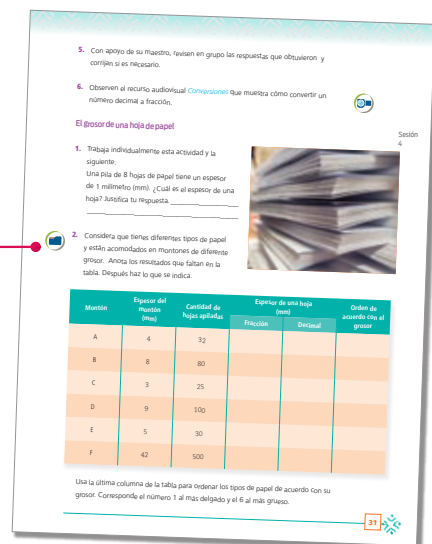 5. Con apoyo de su maestro, revisen en grupo las respuestas que obtuvieron y
corrijan si es necesario.
6. Observen el recurso audiovisual Conversiones que muestra cómo convertir un
número decimal a fracción.
El grosor de una hoja de papel
Sesión
4
1. Trabaja individualmente esta actividad y la
siguiente.
Una pila de 8 hojas de papel tiene un espesor
de 1 milímetro (mm). ¿Cuál es el espesor de una
hoja? Justifica tu respuesta.
2. Considera que tienes diferentes tipos de papel
y están acomodados en montones de diferente
grosor. Anota los resultados que faltan en la
tabla. Después haz lo que se indica.
Montón Espesor del montón (mm) Cantidad de hojas apiladas Espesor de una hoja (mm) Orden de acuerdo con al grosor
Fracción Decimal
A 4 32
B 8 80
C 3 25
D 9 100
E 5 30
F 42 500
Usa la última columna de la tabla para ordenar los tipos de papel de acuerdo con su
grosor. Corresponde el número 1 al más delgado y el 6 al más grueso.
31